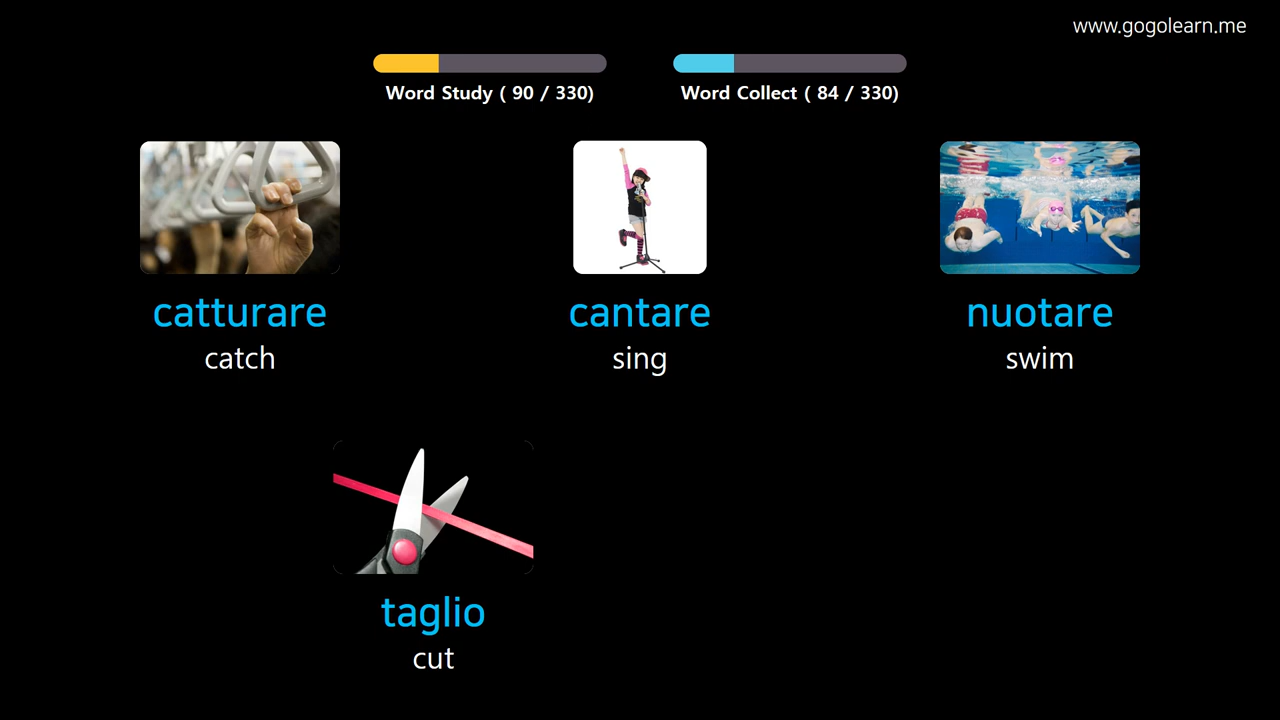 www.gogolearn.me
Word Study ( 90 / 330)
Word Collect ( 84 / 330)
catturare
catch
cantare
sing
nuotare
swim
taglio
cut